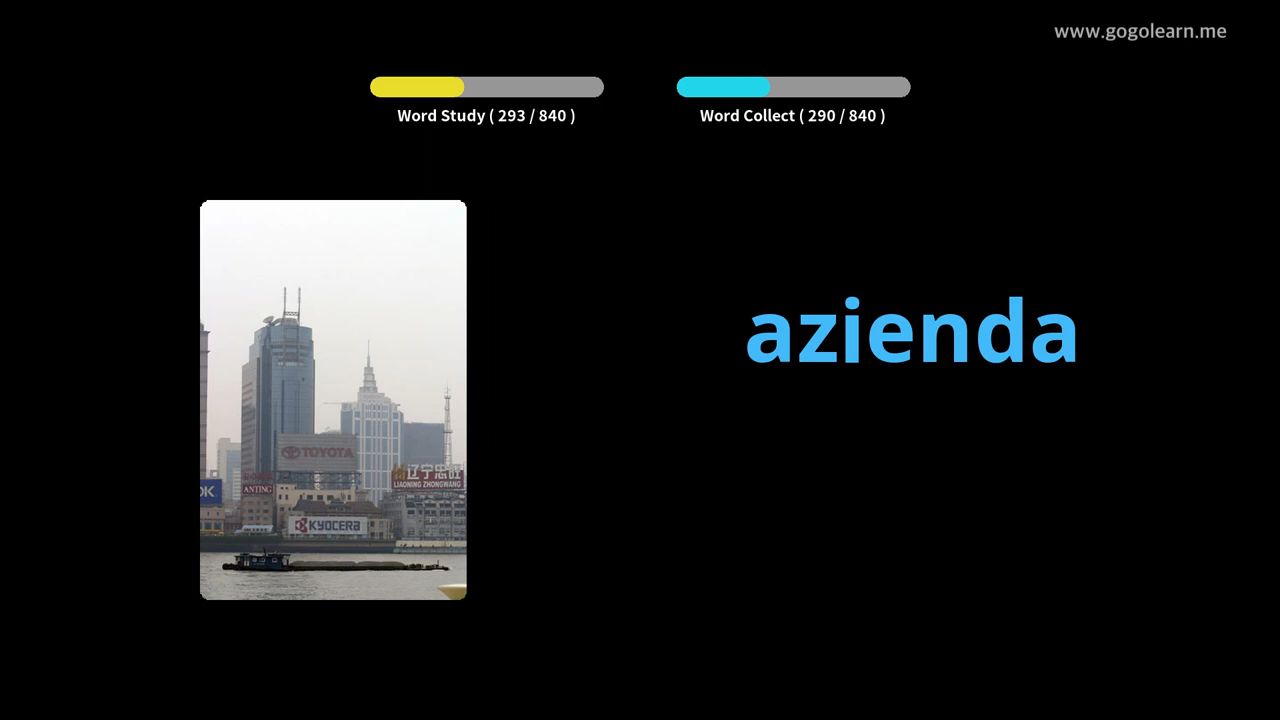 www.gogolearn.me
Word Study ( 293 / 840 )
Word Collect ( 290 / 840 )
azienda
TOYOTA
辽宁忠旺
LIAONING ZHONGWANG
ANTING
KYOCERA